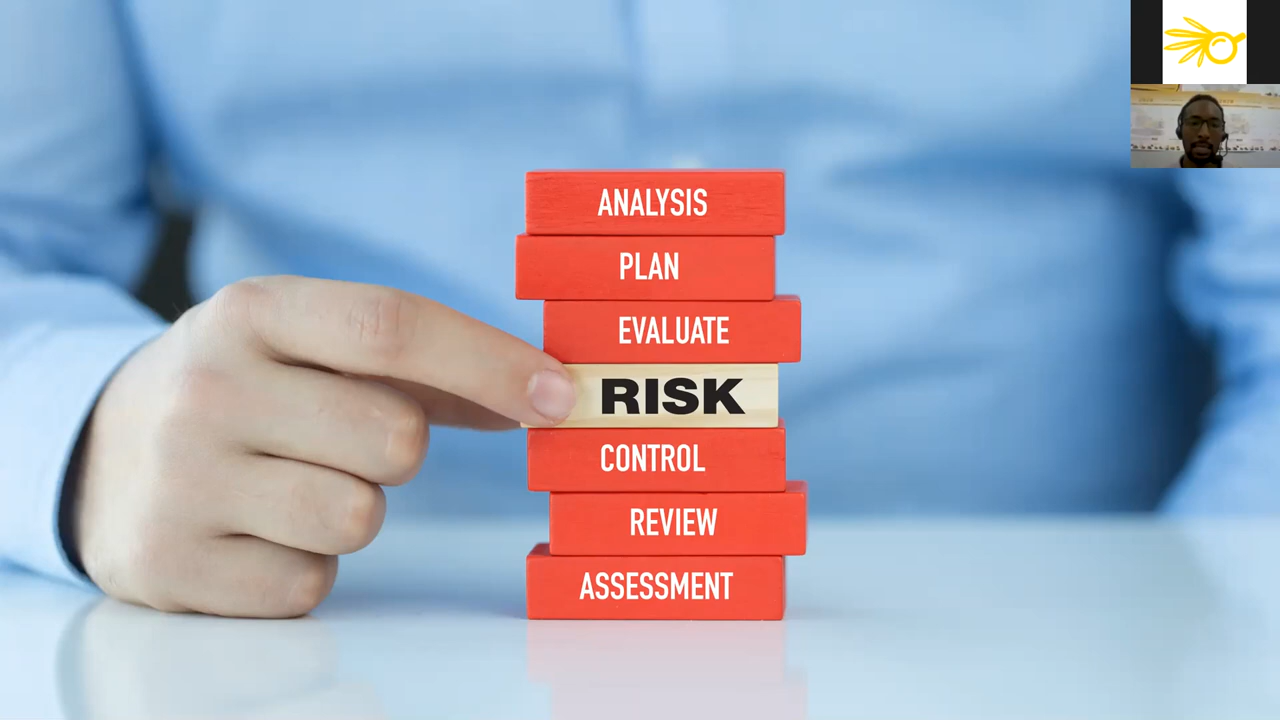 ANALYSIS
PLAN
EVALUATE
RISK
CONTROL
REVIEW
ASSESSMENT